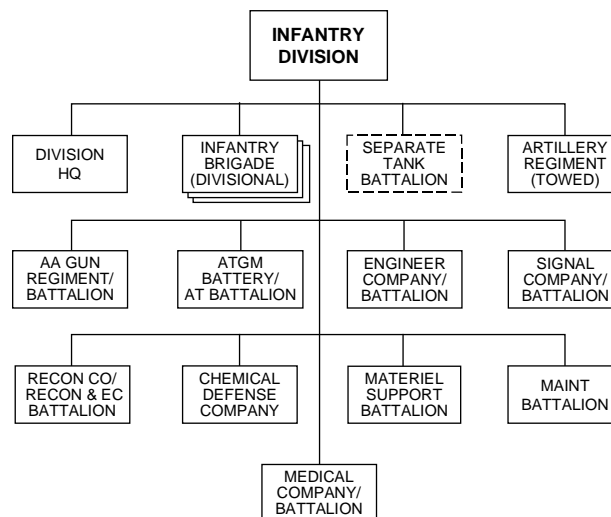 INFANTRY
DIVISION
DIVISION
HQ
INFANTRY
BRIGADE
(DIVISIONAL)
SEPARATE
TANK
BATTALION
ARTILLERY
REGIMENT
(TOWED)
AA GUN
REGIMENT/
BATTALION
ATGM
BATTERY/
AT BATTALION
ENGINEER
COMPANY/
BATTALION
SIGNAL
COMPANY/
BATTALION
RECON CO/
RECON & EC
BATTALION
CHEMICAL
DEFENSE
COMPANY
MATERIEL
SUPPORT
BATTALION
MAINT
BATTALION
MEDICAL
COMPANY/
BATTALION